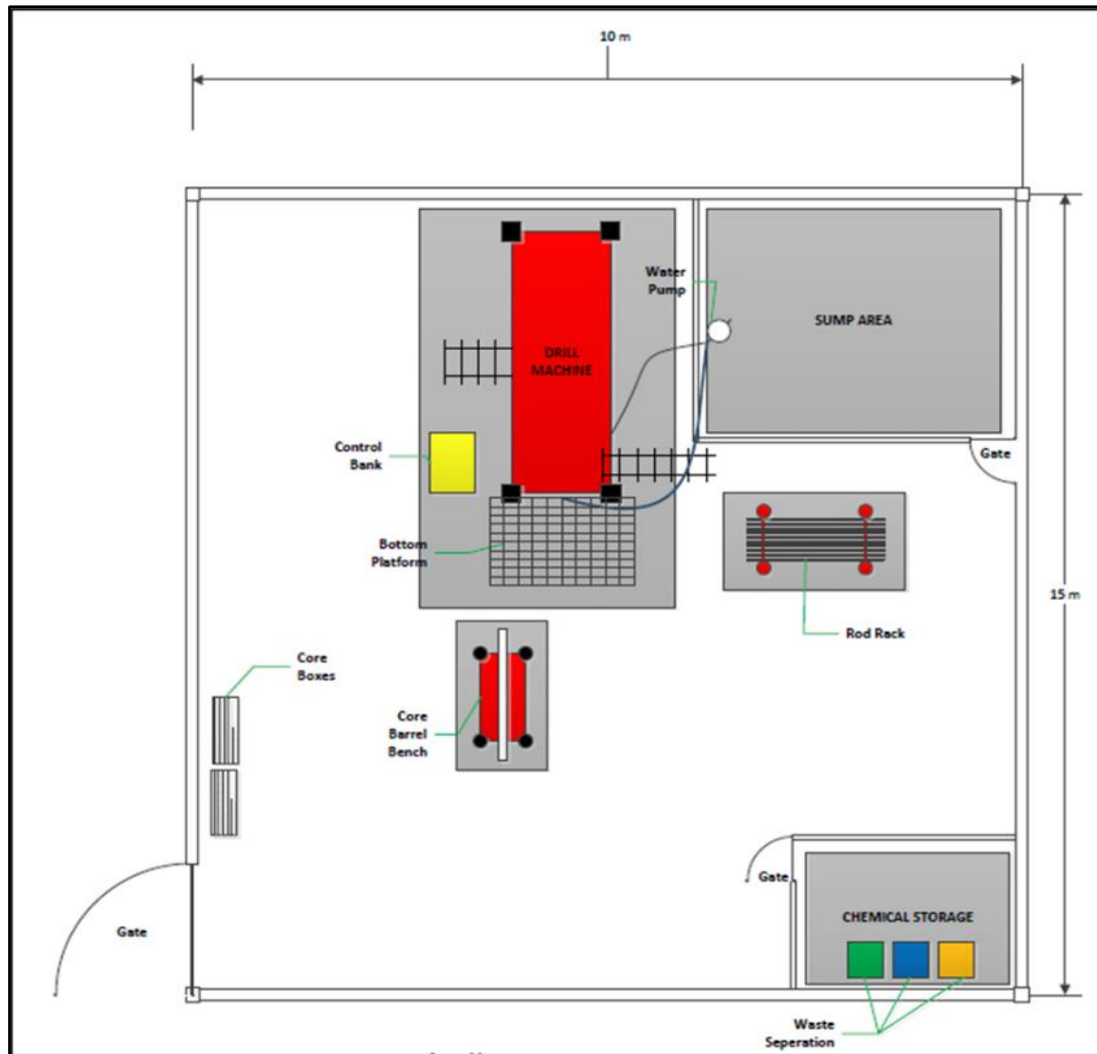 10 m
Water
Pump
SUMP AREA
DRILL
MACHINE
Control
Bank
Gate
Bottom
Platform
15 m
Rod Rack
Core
Boxes
Core
Barrel
Bench
Gate
Gate
CHEMICAL STORAGE
Waste
Seperation